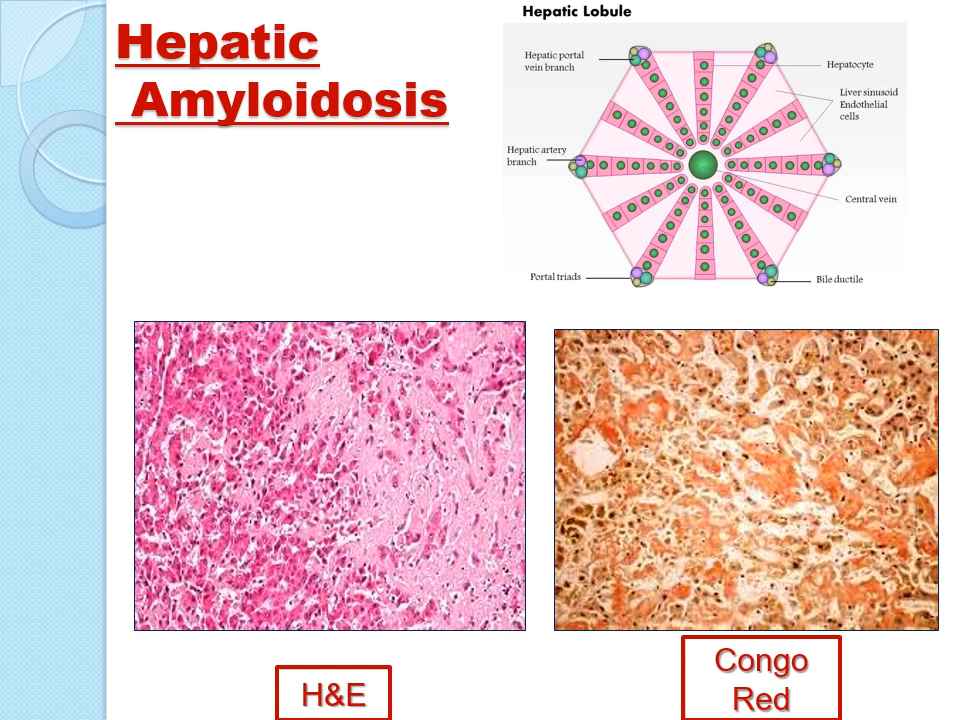 Hepatic
Amyloidosis
Hepatic Lobule
Hepatic portal
vein branch
Hepatocyte
Liver sinusoid
Endothelial
cells
Hepatic artery
branch
Central vein
Portal triads
Bile ductile
H&E
Congo
Red